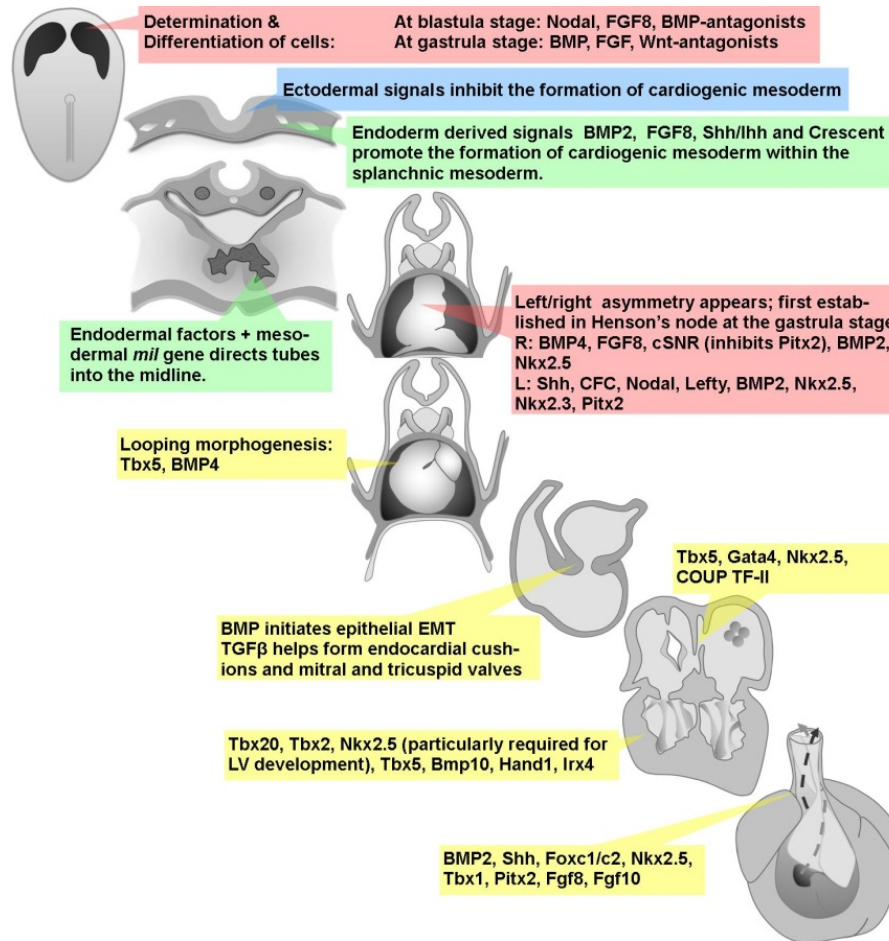 Determination & At blastula stage: Nodal, FGF8, BMP-antagonists
Differentiation of cells: At gastrula stage: BMP, FGF, Wnt-antagonists
Ectodermal signals inhibit the formation of cardiogenic mesoderm
Endoderm derived signals BMP2, FGF8, Shh/Ihh and Crescent
promote the formation of cardiogenic mesoderm within the
splanchnic mesoderm.
Left/right asymmetry appears; first estab-
lished in Henson's node at the gastrula stage
R: BMP4, FGF8, cSNR (inhibits Pitx2), BMP2,
Nkx2.5
L: Shh, CFC, Nodal, Lefty, BMP2, Nkx2.5,
Nkx2.3, Pitx2
Endodermal factors + meso-
dermal mil gene directs tubes
into the midline.
Looping morphogenesis:
Tbx5, BMP4
Tbx5, Gata4, Nkx2.5,
COUP TF-II
BMP initiates epithelial EMT
TGFβ helps form endocardial cush-
ions and mitral and tricuspid valves
Tbx20, Tbx2, Nkx2.5 (particularly required for
LV development), Tbx5, Bmp10, Hand1, Irx4
BMP2, Shh, Foxc1/c2, Nkx2.5,
Tbx1, Pitx2, Fgf8, Fgf10